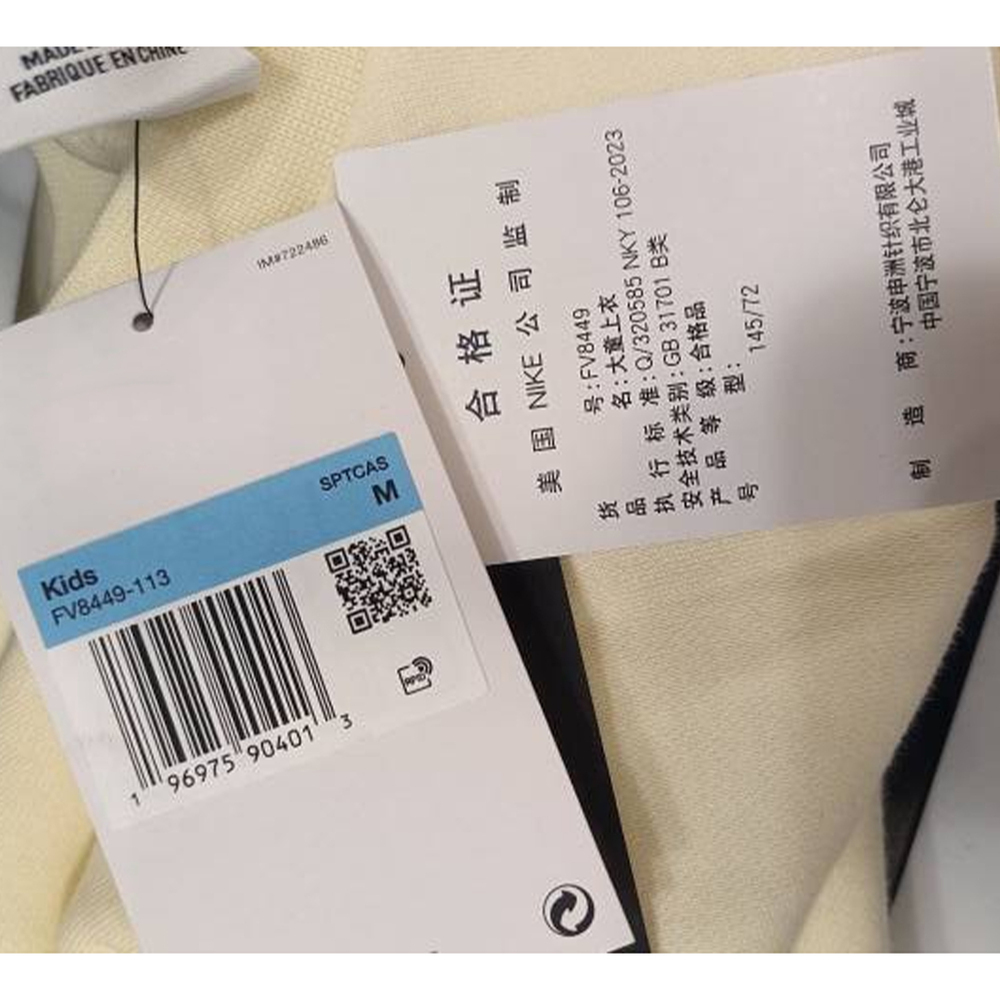 FABRIQUE EN CHINE
IM#722486
SPTCAS
M
Kids
FV8449-113
RFID
1 96975 90401 3
合格证
美国 NIKE 公司监制
货号:FV8449
品名:大童上衣
执行标准:Q/320585 NKY 106-2023
安全技术类别:GB 31701 B类
产品等级:合格品
号型: 145/72
制造商:宁波申洲针织有限公司
中国宁波市北仑大港工业城